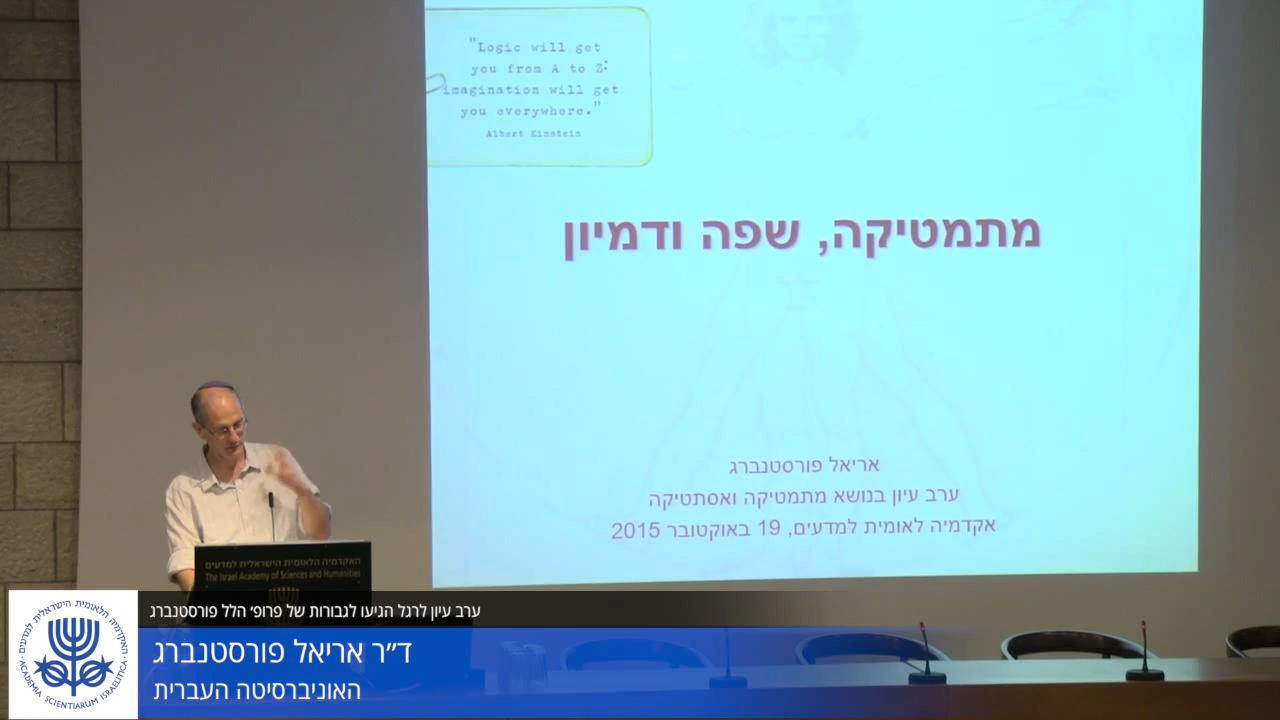 "Logic will get
you from A to Z;
imagination will get
you everywhere."
Albert Einstein
מתמטיקה, שפה ודמיון
אריאל פורסטנברג
ערב עיון בנושא מתמטיקה ואסתטיקה
אקדמיה לאומית למדעים, 19 באוקטובר 2015
האקדמיה הלאומית הישראלית למדעים
The Israel Academy of Sciences and Humanities
ערב עיון לרגל הגיעו לגבורות של פרופ׳ הלל פורסטנברג
ד״ר אריאל פורסטנברג
האוניברסיטה העברית
האקדמיה הלאומית הישראלית למדעים
ACADEMIA SCIENTIARUM ISRAELITICA